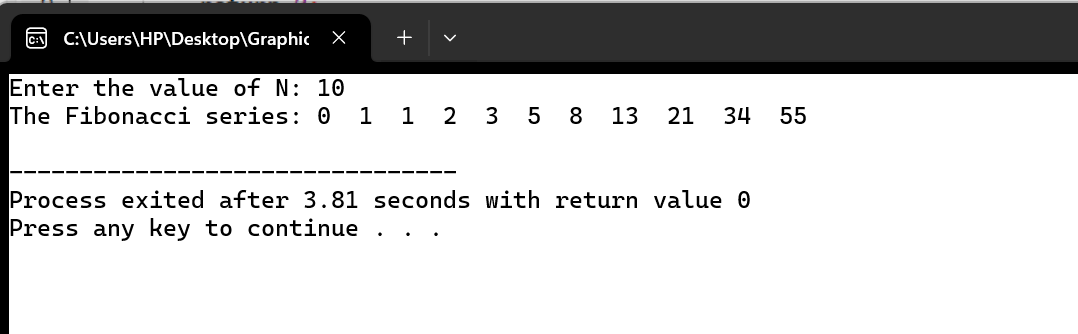 C:\Users\HP\Desktop\Graphic
Enter the value of N: 10
The Fibonacci series: 0  1  1  2  3  5  8  13  21  34  55
--------------------------------
Process exited after 3.81 seconds with return value 0
Press any key to continue . . .